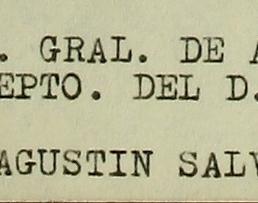 . GRAL. DE A
EPTO. DEL D.
AGUSTIN SALV